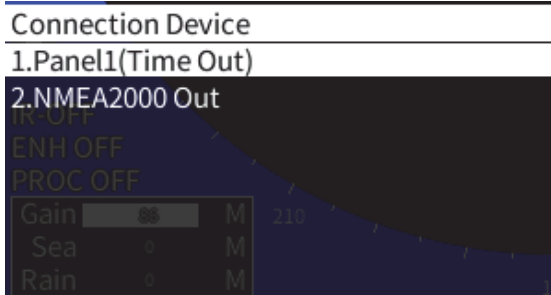 Connection Device
1.Panel1(Time Out)
2.NMEA2000 Out
IR-OFF
ENH OFF
PROC OFF
Gain 86 M 210
Sea 0 M
Rain 0 M